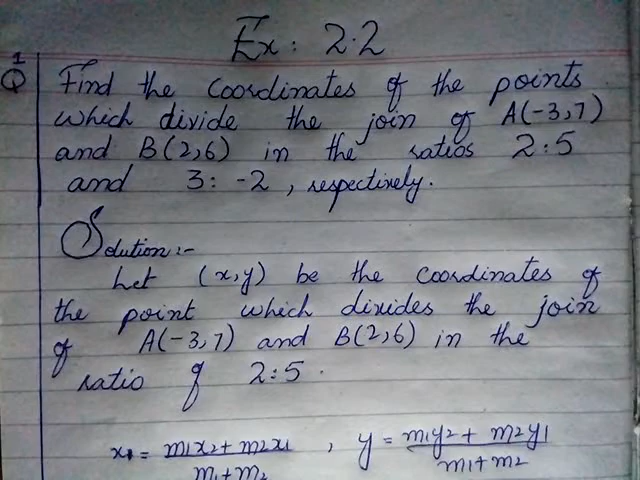 Ex: 2.2
Q1 Find the coordinates of the points
which divide the join of A(-3,7)
and B(2,6) in the ratios 2:5
and 3: -2, respectively.
Solution:-
Let (x,y) be the coordinates of
the point which divides the join
of A(-3,7) and B(2,6) in the
ratio of 2:5.
x = m1x2 + m2x1 / m1+m2 , y = m1y2 + m2y1 / m1+m2